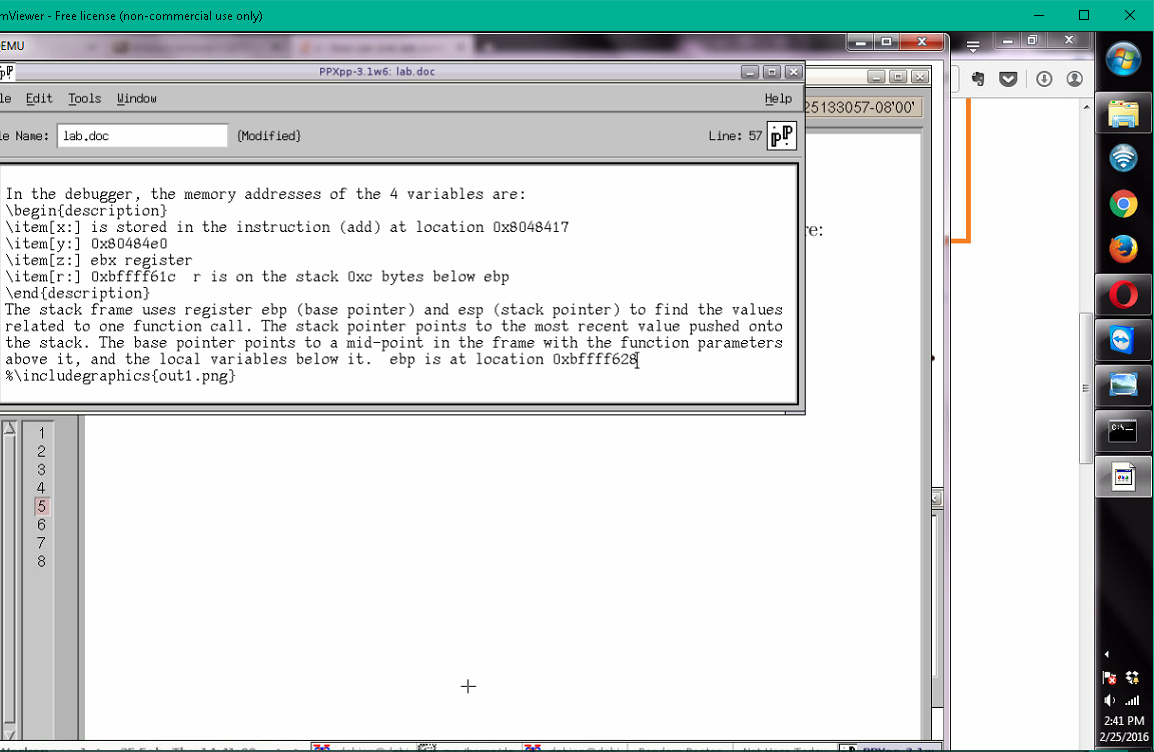 mViewer - Free license (non-commercial use only)
EMU
PPXpp-3.1w6: lab.doc
le Edit Tools Window Help
25133057-08'00'
le Name: lab.doc {Modified} Line: 57
re:
In the debugger, the memory addresses of the 4 variables are:
\begin{description}
\item[x:] is stored in the instruction (add) at location 0x8048417
\item[y:] 0x80484e0
\item[z:] ebx register
\item[r:] 0xbffff61c r is on the stack 0xc bytes below ebp
\end{description}
The stack frame uses register ebp (base pointer) and esp (stack pointer) to find the values
related to one function call. The stack pointer points to the most recent value pushed onto
the stack. The base pointer points to a mid-point in the frame with the function parameters
above it, and the local variables below it. ebp is at location 0xbffff628
%\includegraphics{out1.png}
1
2
3
4
5
6
7
8
C:\_
2:41 PM
2/25/2016